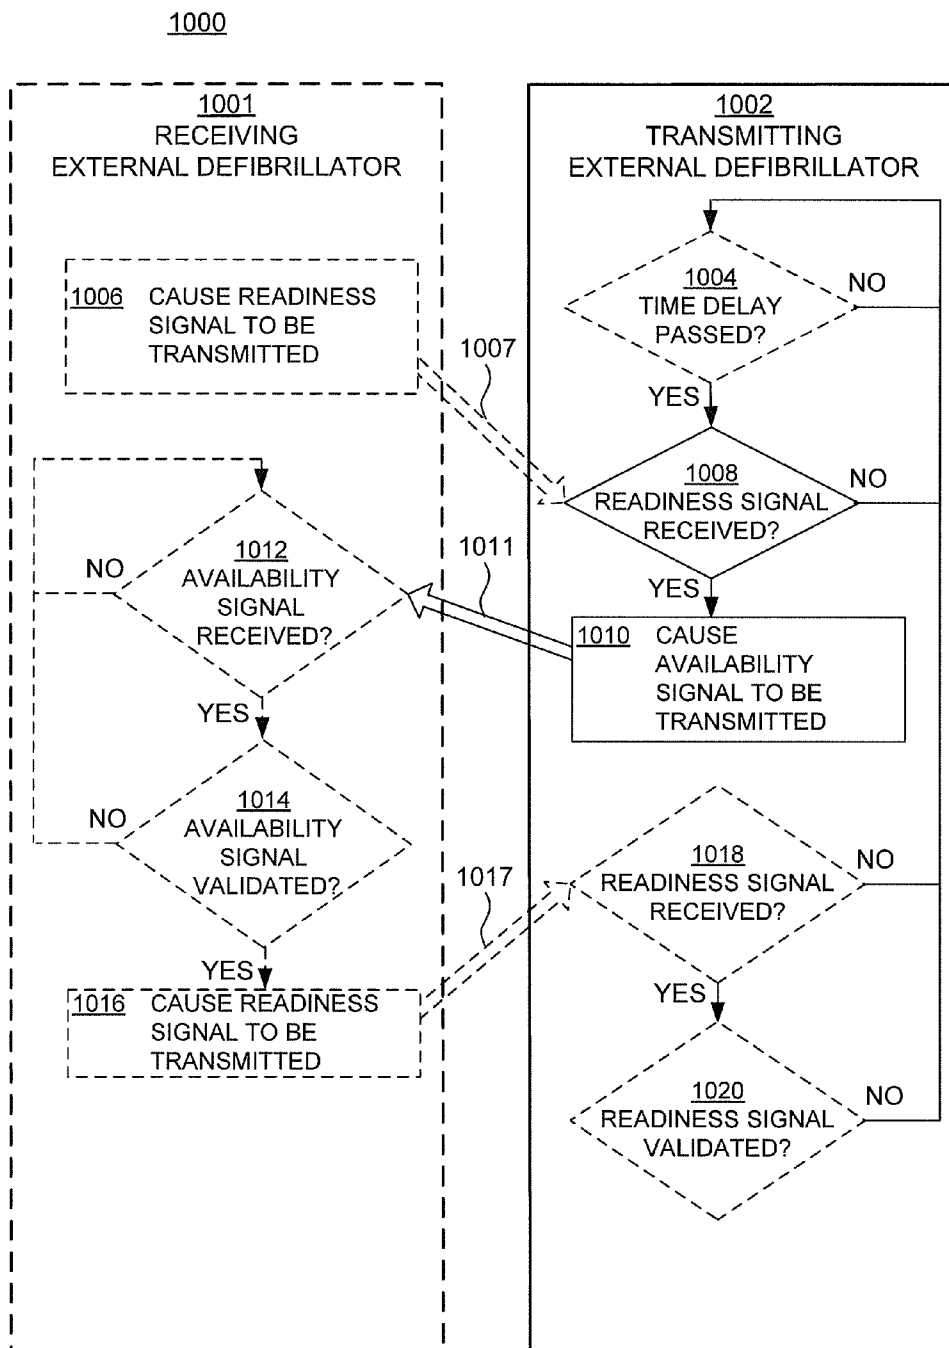 1000
1001
RECEIVING
EXTERNAL DEFIBRILLATOR
1006 CAUSE READINESS
SIGNAL TO BE
TRANSMITTED
1007
1012
AVAILABILITY
SIGNAL
RECEIVED?
NO
YES
1011
1014
AVAILABILITY
SIGNAL
VALIDATED?
NO
YES
1016 CAUSE READINESS
SIGNAL TO BE
TRANSMITTED
1017
1002
TRANSMITTING
EXTERNAL DEFIBRILLATOR
1004
TIME DELAY
PASSED?
NO
YES
1008
READINESS SIGNAL
RECEIVED?
NO
YES
1010 CAUSE
AVAILABILITY
SIGNAL TO BE
TRANSMITTED
1018
READINESS SIGNAL
RECEIVED?
NO
YES
1020
READINESS SIGNAL
VALIDATED?
NO